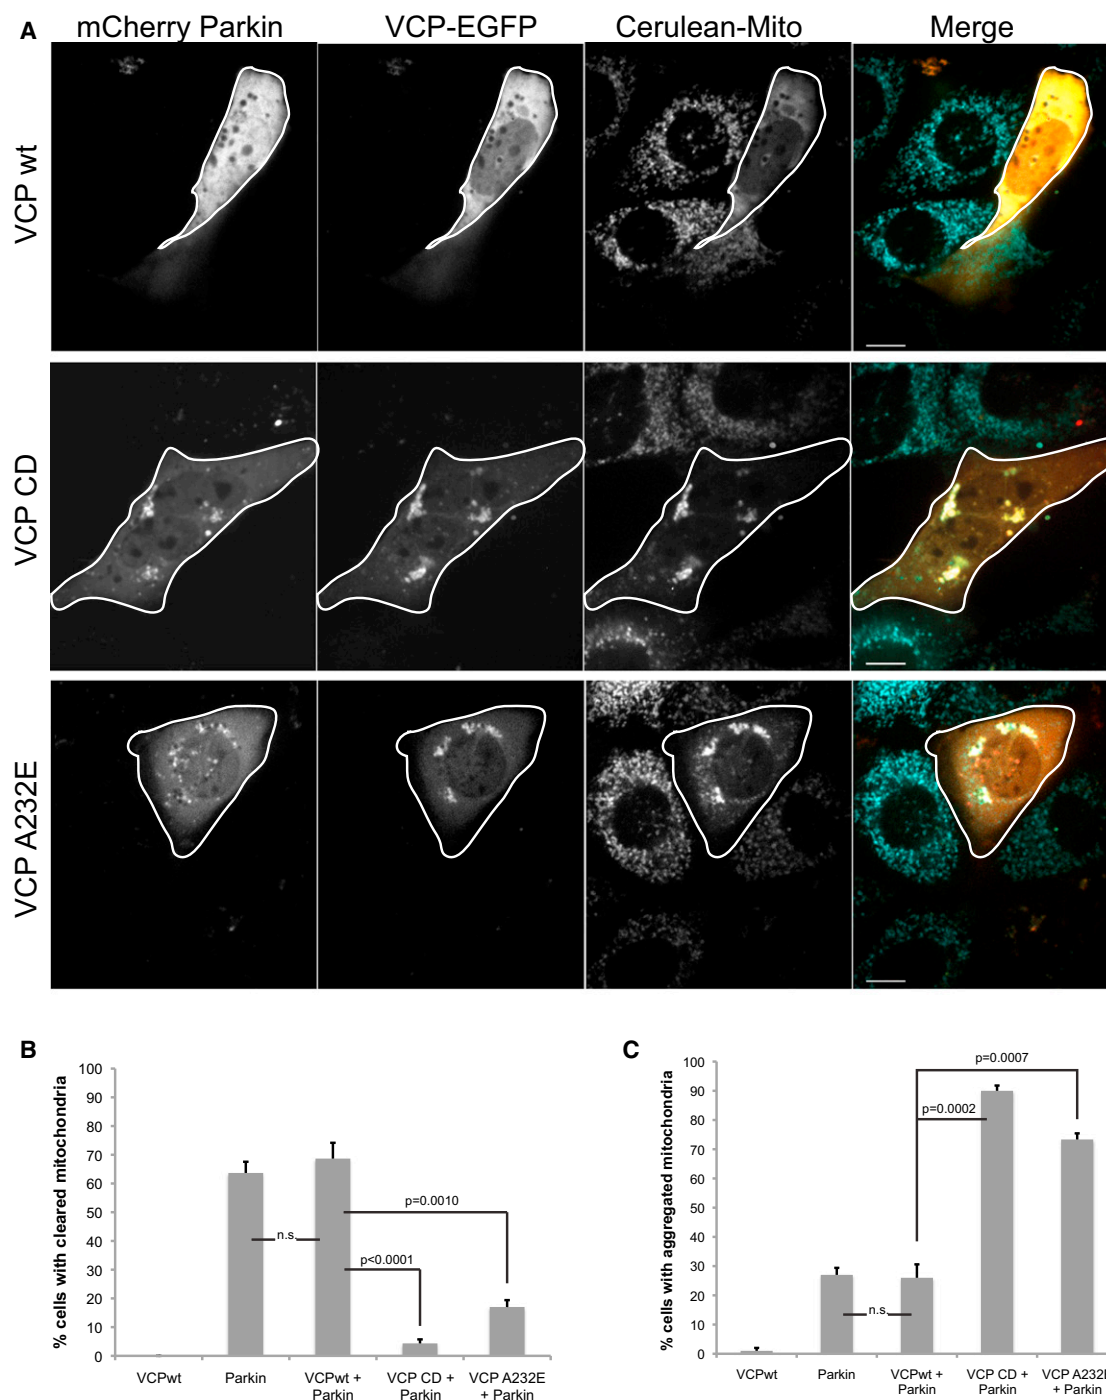 A
mCherry Parkin
VCP-EGFP
Cerulean-Mito
Merge
VCP wt
VCP CD
VCP A232E
B
% cells with cleared mitochondria
100
90
80
70
60
50
40
30
20
10
0
n.s.
p=0.0010
p<0.0001
VCPwt
Parkin
VCPwt +
Parkin
VCP CD +
Parkin
VCP A232E
+ Parkin
C
% cells with aggregated mitochondria
100
90
80
70
60
50
40
30
20
10
0
p=0.0007
p=0.0002
n.s.
VCPwt
Parkin
VCPwt +
Parkin
VCP CD +
Parkin
VCP A232E
+ Parkin